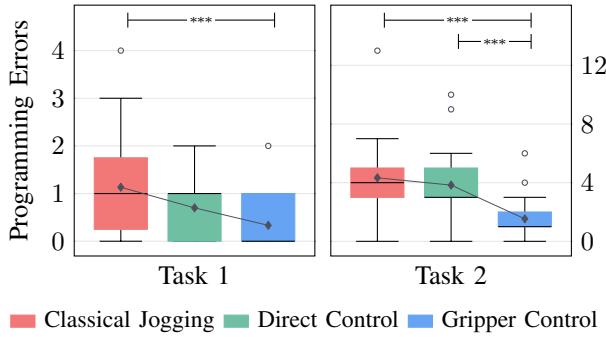 Programming Errors
4
3
2
1
0
***
***
***
12
8
4
0
Task 1
Task 2
Classical Jogging
Direct Control
Gripper Control